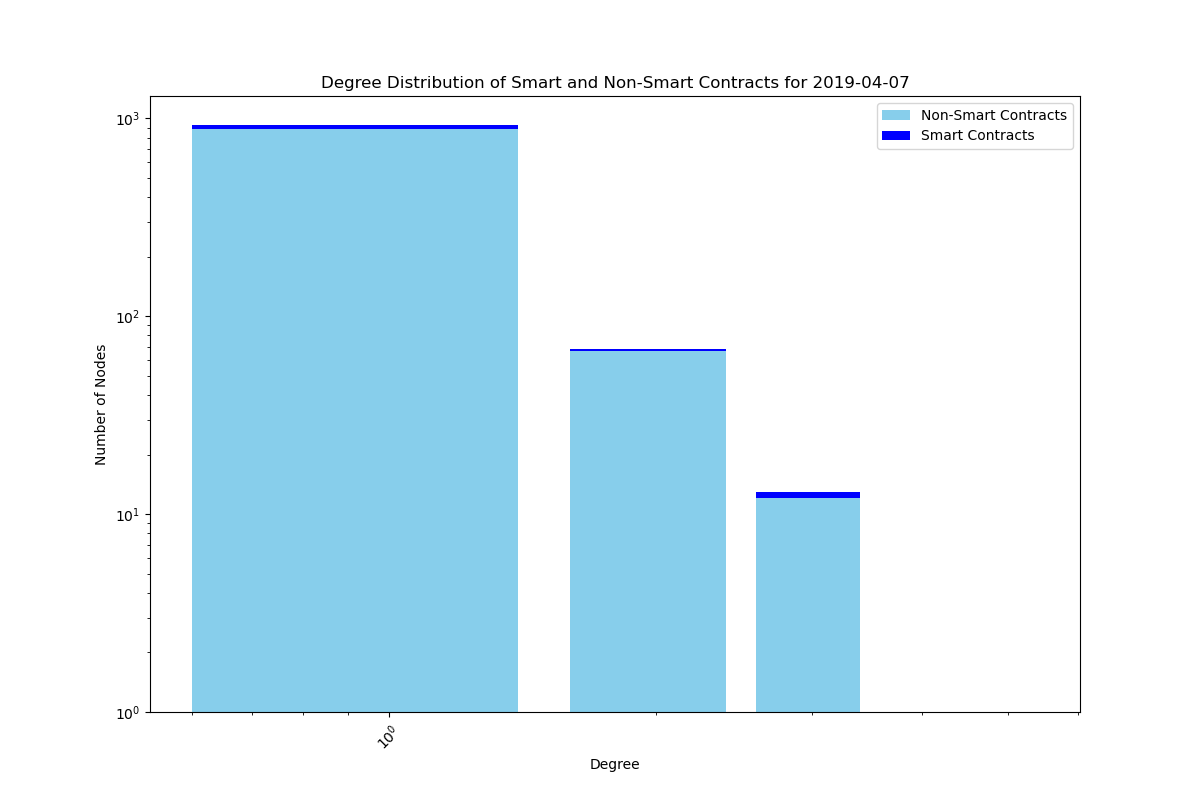 Degree Distribution of Smart and Non-Smart Contracts for 2019-04-07
Non-Smart Contracts
Smart Contracts
Number of Nodes
10³
10²
10¹
10⁰
10⁰
Degree